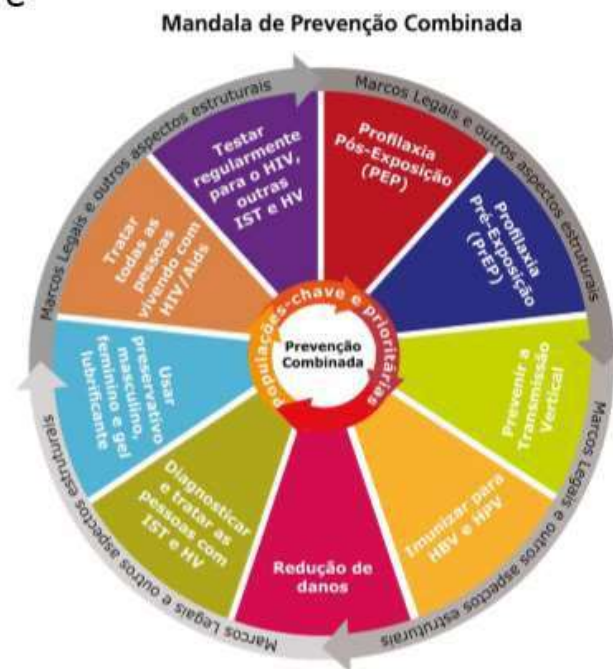 Mandala de Prevenção Combinada
Marcos Legais e outros aspectos estruturais
Marcos Legais e outros aspectos estruturais
Marcos Legais e outros aspectos estruturais
Marcos Legais e outros aspectos estruturais
Marcos Legais e outros aspectos estruturais
Profilaxia
Pós-Exposição
(PEP)
Profilaxia
Pré-Exposição
(PrEP)
Prevenir a
Transmissão
Vertical
Imunizar para
HBV e HPV
Redução de
danos
Diagnosticar
e tratar as
pessoas com
IST e HV
Usar
preservativo
masculino,
feminino e gel
lubrificante
Tratar
todas as
pessoas
vivendo com
HIV/Aids
Testar
regularmente
para o HIV,
outras
IST e HV
Populações-chave e prioritárias
Prevenção
Combinada